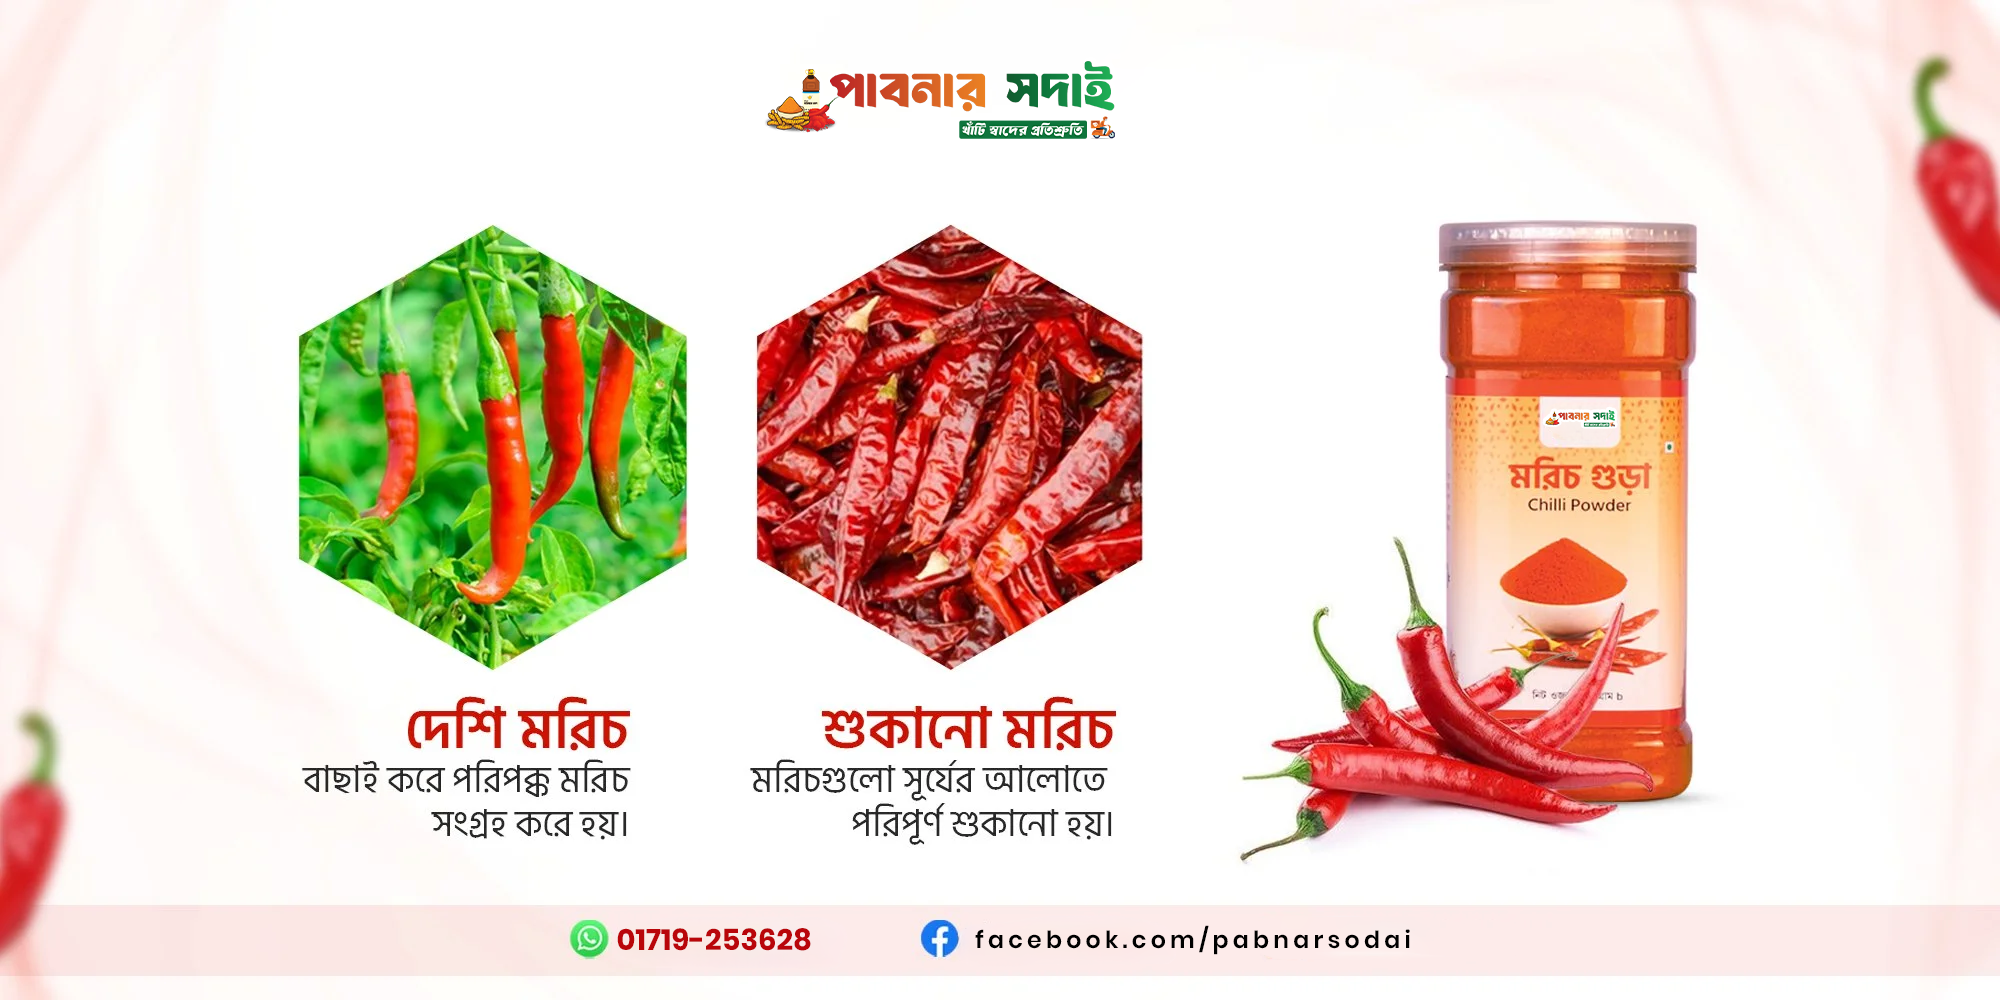 পাবনার সদাই
খাঁটি স্বাদের প্রতিশ্রুতি
পাবনার সদাই
মরিচ গুড়া
Chilli Powder
নিট
দেশি মরিচ
বাছাই করে পরিপক্ক মরিচ
সংগ্রহ করে হয়।
শুকানো মরিচ
মরিচগুলো সূর্যের আলোতে
পরিপূর্ণ শুকানো হয়।
01719-253628
facebook.com/pabnarsodai